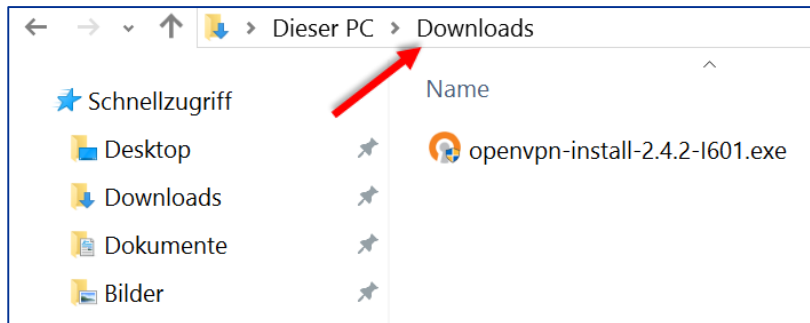 Dieser PC > Downloads
Schnellzugriff
Desktop
Downloads
Dokumente
Bilder
Name
openvpn-install-2.4.2-I601.exe